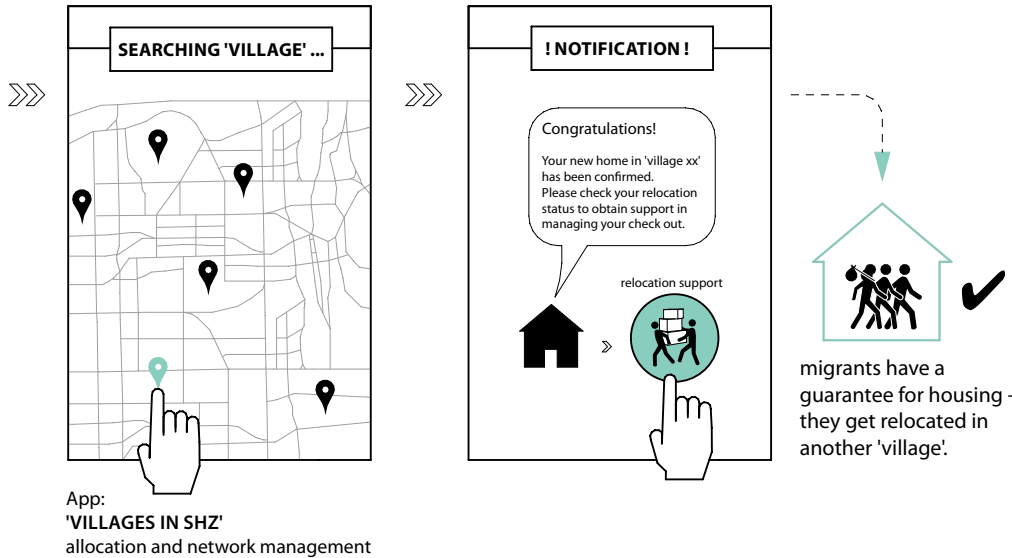 SEARCHING 'VILLAGE' ...
! NOTIFICATION !
Congratulations!
Your new home in 'village xx'
has been confirmed.
Please check your relocation
status to obtain support in
managing your check out.
relocation support
migrants have a
guarantee for housing -
they get relocated in
another 'village'.
App:
'VILLAGES IN SHZ'
allocation and network management